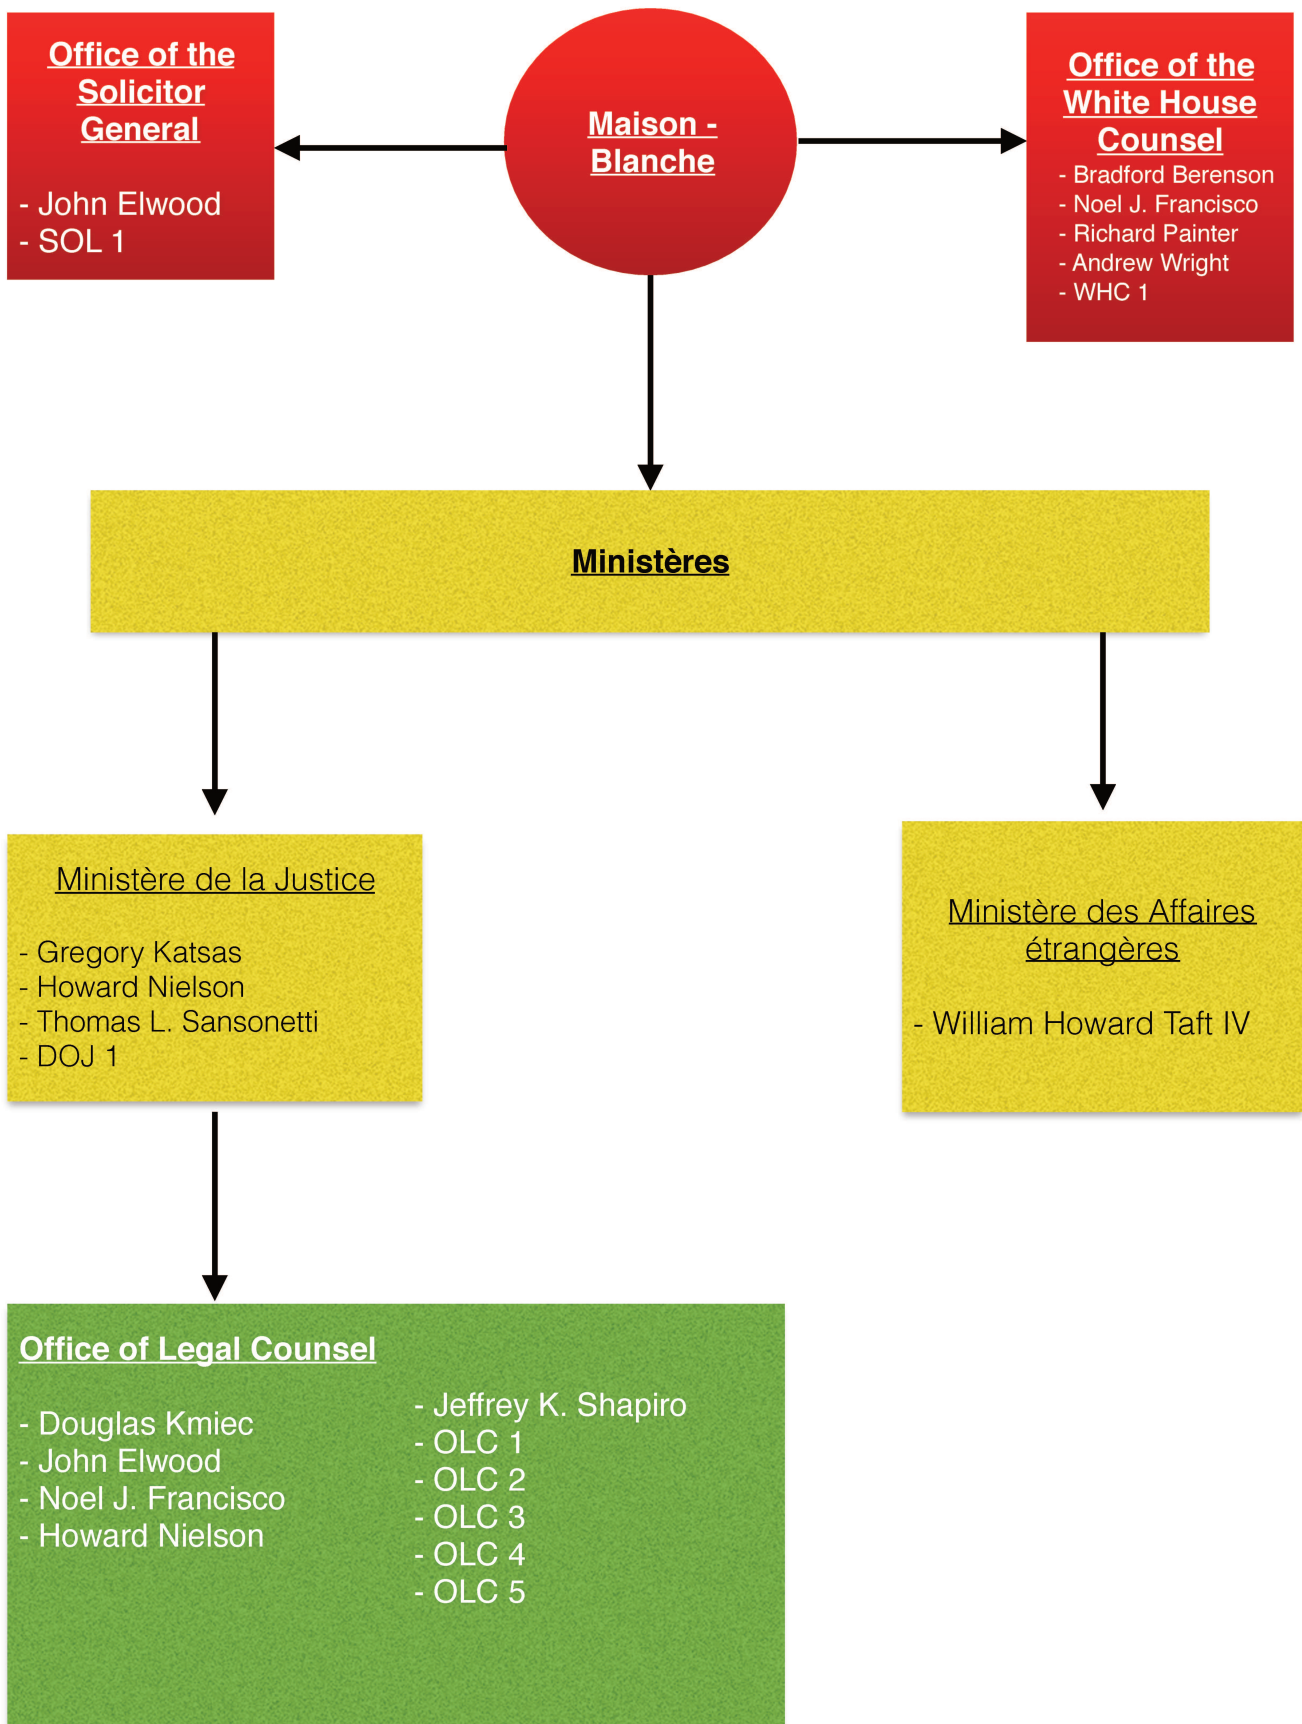 Office of the
Solicitor
General
- John Elwood
- SOL 1
Maison -
Blanche
Office of the
White House
Counsel
- Bradford Berenson
- Noel J. Francisco
- Richard Painter
- Andrew Wright
- WHC 1
Ministères
Ministère de la Justice
- Gregory Katsas
- Howard Nielson
- Thomas L. Sansonetti
- DOJ 1
Ministère des Affaires
étrangères
- William Howard Taft IV
Office of Legal Counsel
- Douglas Kmiec
- John Elwood
- Noel J. Francisco
- Howard Nielson
- Jeffrey K. Shapiro
- OLC 1
- OLC 2
- OLC 3
- OLC 4
- OLC 5